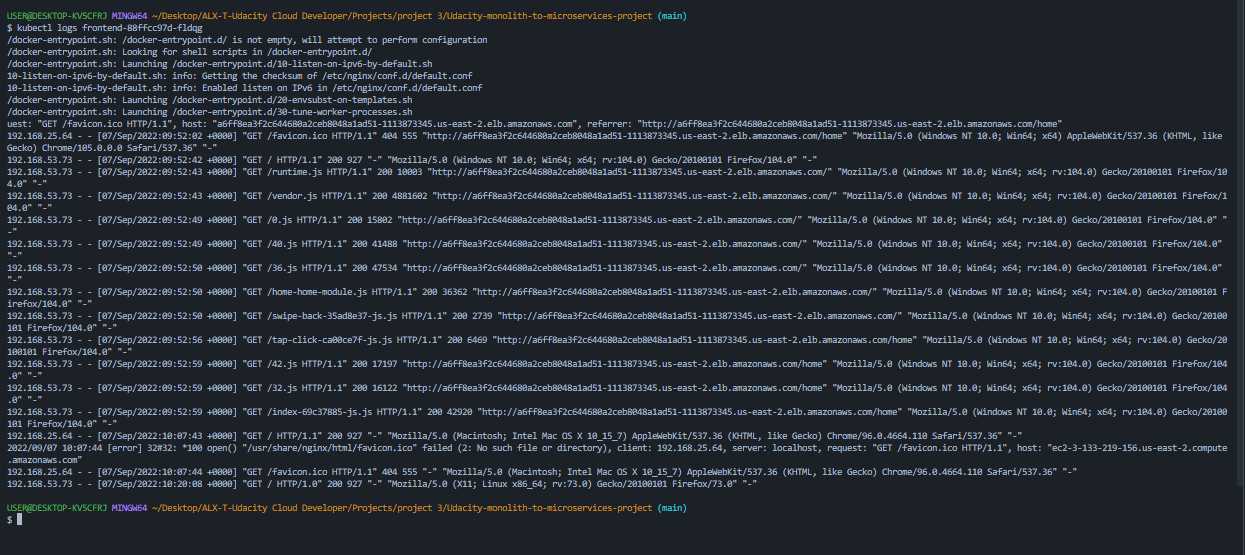 USER@DESKTOP-KV5CFRJ MINGW64 ~/Desktop/ALX-T-Udacity Cloud Developer/Projects/project 3/Udacity-monolith-to-microservices-project (main)
$ kubectl logs frontend-88ffcc97d-fldqg
/docker-entrypoint.sh: /docker-entrypoint.d/ is not empty, will attempt to perform configuration
/docker-entrypoint.sh: Looking for shell scripts in /docker-entrypoint.d/
/docker-entrypoint.sh: Launching /docker-entrypoint.d/10-listen-on-ipv6-by-default.sh
10-listen-on-ipv6-by-default.sh: info: Getting the checksum of /etc/nginx/conf.d/default.conf
10-listen-on-ipv6-by-default.sh: info: Enabled listen on IPv6 in /etc/nginx/conf.d/default.conf
/docker-entrypoint.sh: Launching /docker-entrypoint.d/20-envsubst-on-templates.sh
/docker-entrypoint.sh: Launching /docker-entrypoint.d/30-tune-worker-processes.sh
uest: "GET /favicon.ico HTTP/1.1", host: "a6ff8ea3f2c644680a2ceb8048a1ad51-1113873345.us-east-2.elb.amazonaws.com", referrer: "http://a6ff8ea3f2c644680a2ceb8048a1ad51-1113873345.us-east-2.elb.amazonaws.com/home"
192.168.25.64 - - [07/Sep/2022:09:52:02 +0000] "GET /favicon.ico HTTP/1.1" 404 555 "http://a6ff8ea3f2c644680a2ceb8048a1ad51-1113873345.us-east-2.elb.amazonaws.com/home" "Mozilla/5.0 (Windows NT 10.0; Win64; x64) AppleWebKit/537.36 (KHTML, like
Gecko) Chrome/105.0.0.0 Safari/537.36" "-"
192.168.53.73 - - [07/Sep/2022:09:52:42 +0000] "GET / HTTP/1.1" 200 927 "-" "Mozilla/5.0 (Windows NT 10.0; Win64; x64; rv:104.0) Gecko/20100101 Firefox/104.0" "-"
192.168.53.73 - - [07/Sep/2022:09:52:43 +0000] "GET /runtime.js HTTP/1.1" 200 10003 "http://a6ff8ea3f2c644680a2ceb8048a1ad51-1113873345.us-east-2.elb.amazonaws.com/" "Mozilla/5.0 (Windows NT 10.0; Win64; x64; rv:104.0) Gecko/20100101 Firefox/10
4.0" "-"
192.168.53.73 - - [07/Sep/2022:09:52:43 +0000] "GET /vendor.js HTTP/1.1" 200 4881602 "http://a6ff8ea3f2c644680a2ceb8048a1ad51-1113873345.us-east-2.elb.amazonaws.com/" "Mozilla/5.0 (Windows NT 10.0; Win64; x64; rv:104.0) Gecko/20100101 Firefox/1
04.0" "-"
192.168.53.73 - - [07/Sep/2022:09:52:49 +0000] "GET /0.js HTTP/1.1" 200 15802 "http://a6ff8ea3f2c644680a2ceb8048a1ad51-1113873345.us-east-2.elb.amazonaws.com/" "Mozilla/5.0 (Windows NT 10.0; Win64; x64; rv:104.0) Gecko/20100101 Firefox/104.0" "
-"
192.168.53.73 - - [07/Sep/2022:09:52:49 +0000] "GET /40.js HTTP/1.1" 200 41488 "http://a6ff8ea3f2c644680a2ceb8048a1ad51-1113873345.us-east-2.elb.amazonaws.com/" "Mozilla/5.0 (Windows NT 10.0; Win64; x64; rv:104.0) Gecko/20100101 Firefox/104.0"
"-"
192.168.53.73 - - [07/Sep/2022:09:52:50 +0000] "GET /36.js HTTP/1.1" 200 47534 "http://a6ff8ea3f2c644680a2ceb8048a1ad51-1113873345.us-east-2.elb.amazonaws.com/" "Mozilla/5.0 (Windows NT 10.0; Win64; x64; rv:104.0) Gecko/20100101 Firefox/104.0"
"-"
192.168.53.73 - - [07/Sep/2022:09:52:50 +0000] "GET /home-home-module.js HTTP/1.1" 200 36362 "http://a6ff8ea3f2c644680a2ceb8048a1ad51-1113873345.us-east-2.elb.amazonaws.com/" "Mozilla/5.0 (Windows NT 10.0; Win64; x64; rv:104.0) Gecko/20100101 F
irefox/104.0" "-"
192.168.53.73 - - [07/Sep/2022:09:52:50 +0000] "GET /swipe-back-35ad8e37-js.js HTTP/1.1" 200 2739 "http://a6ff8ea3f2c644680a2ceb8048a1ad51-1113873345.us-east-2.elb.amazonaws.com/" "Mozilla/5.0 (Windows NT 10.0; Win64; x64; rv:104.0) Gecko/20100
101 Firefox/104.0" "-"
192.168.53.73 - - [07/Sep/2022:09:52:56 +0000] "GET /tap-click-ca00ce7f-js.js HTTP/1.1" 200 6469 "http://a6ff8ea3f2c644680a2ceb8048a1ad51-1113873345.us-east-2.elb.amazonaws.com/home" "Mozilla/5.0 (Windows NT 10.0; Win64; x64; rv:104.0) Gecko/20
100101 Firefox/104.0" "-"
192.168.53.73 - - [07/Sep/2022:09:52:59 +0000] "GET /42.js HTTP/1.1" 200 17197 "http://a6ff8ea3f2c644680a2ceb8048a1ad51-1113873345.us-east-2.elb.amazonaws.com/home" "Mozilla/5.0 (Windows NT 10.0; Win64; x64; rv:104.0) Gecko/20100101 Firefox/104
.0" "-"
192.168.53.73 - - [07/Sep/2022:09:52:59 +0000] "GET /32.js HTTP/1.1" 200 16122 "http://a6ff8ea3f2c644680a2ceb8048a1ad51-1113873345.us-east-2.elb.amazonaws.com/home" "Mozilla/5.0 (Windows NT 10.0; Win64; x64; rv:104.0) Gecko/20100101 Firefox/104
.0" "-"
192.168.53.73 - - [07/Sep/2022:09:52:59 +0000] "GET /index-69c37885-js.js HTTP/1.1" 200 42920 "http://a6ff8ea3f2c644680a2ceb8048a1ad51-1113873345.us-east-2.elb.amazonaws.com/home" "Mozilla/5.0 (Windows NT 10.0; Win64; x64; rv:104.0) Gecko/20100
101 Firefox/104.0" "-"
192.168.25.64 - - [07/Sep/2022:10:07:43 +0000] "GET / HTTP/1.1" 200 927 "-" "Mozilla/5.0 (Macintosh; Intel Mac OS X 10_15_7) AppleWebKit/537.36 (KHTML, like Gecko) Chrome/96.0.4664.110 Safari/537.36" "-"
2022/09/07 10:07:44 [error] 32#32: *100 open() "/usr/share/nginx/html/favicon.ico" failed (2: No such file or directory), client: 192.168.25.64, server: localhost, request: "GET /favicon.ico HTTP/1.1", host: "ec2-3-133-219-156.us-east-2.compute
.amazonaws.com"
192.168.25.64 - - [07/Sep/2022:10:07:44 +0000] "GET /favicon.ico HTTP/1.1" 404 555 "-" "Mozilla/5.0 (Macintosh; Intel Mac OS X 10_15_7) AppleWebKit/537.36 (KHTML, like Gecko) Chrome/96.0.4664.110 Safari/537.36" "-"
192.168.53.73 - - [07/Sep/2022:10:20:08 +0000] "GET / HTTP/1.0" 200 927 "-" "Mozilla/5.0 (X11; Linux x86_64; rv:73.0) Gecko/20100101 Firefox/73.0" "-"
USER@DESKTOP-KV5CFRJ MINGW64 ~/Desktop/ALX-T-Udacity Cloud Developer/Projects/project 3/Udacity-monolith-to-microservices-project (main)
$